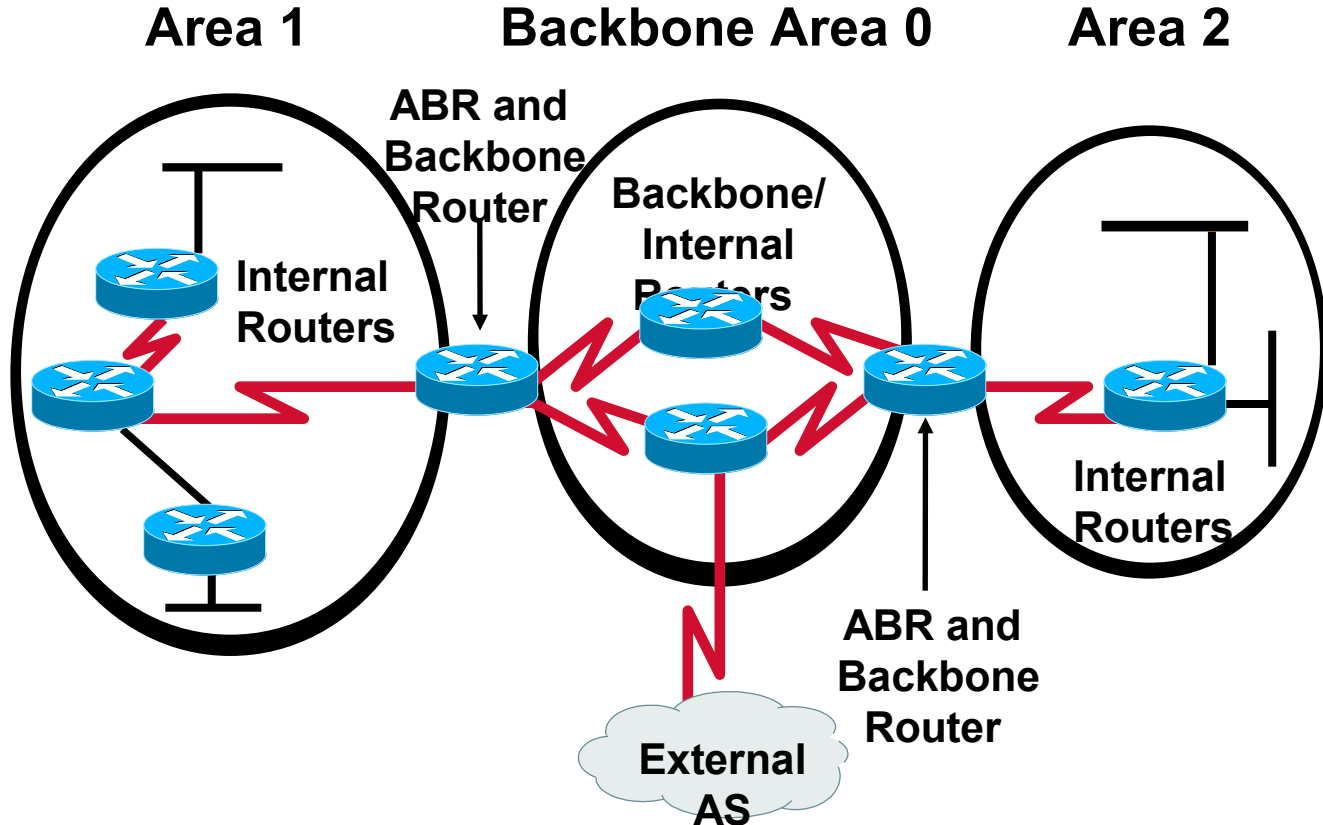 Area 1
Backbone Area 0
Area 2
ABR and
Backbone
Router
Backbone/
Internal
Routers
Internal
Routers
Internal
Routers
ABR and
Backbone
Router
External
AS